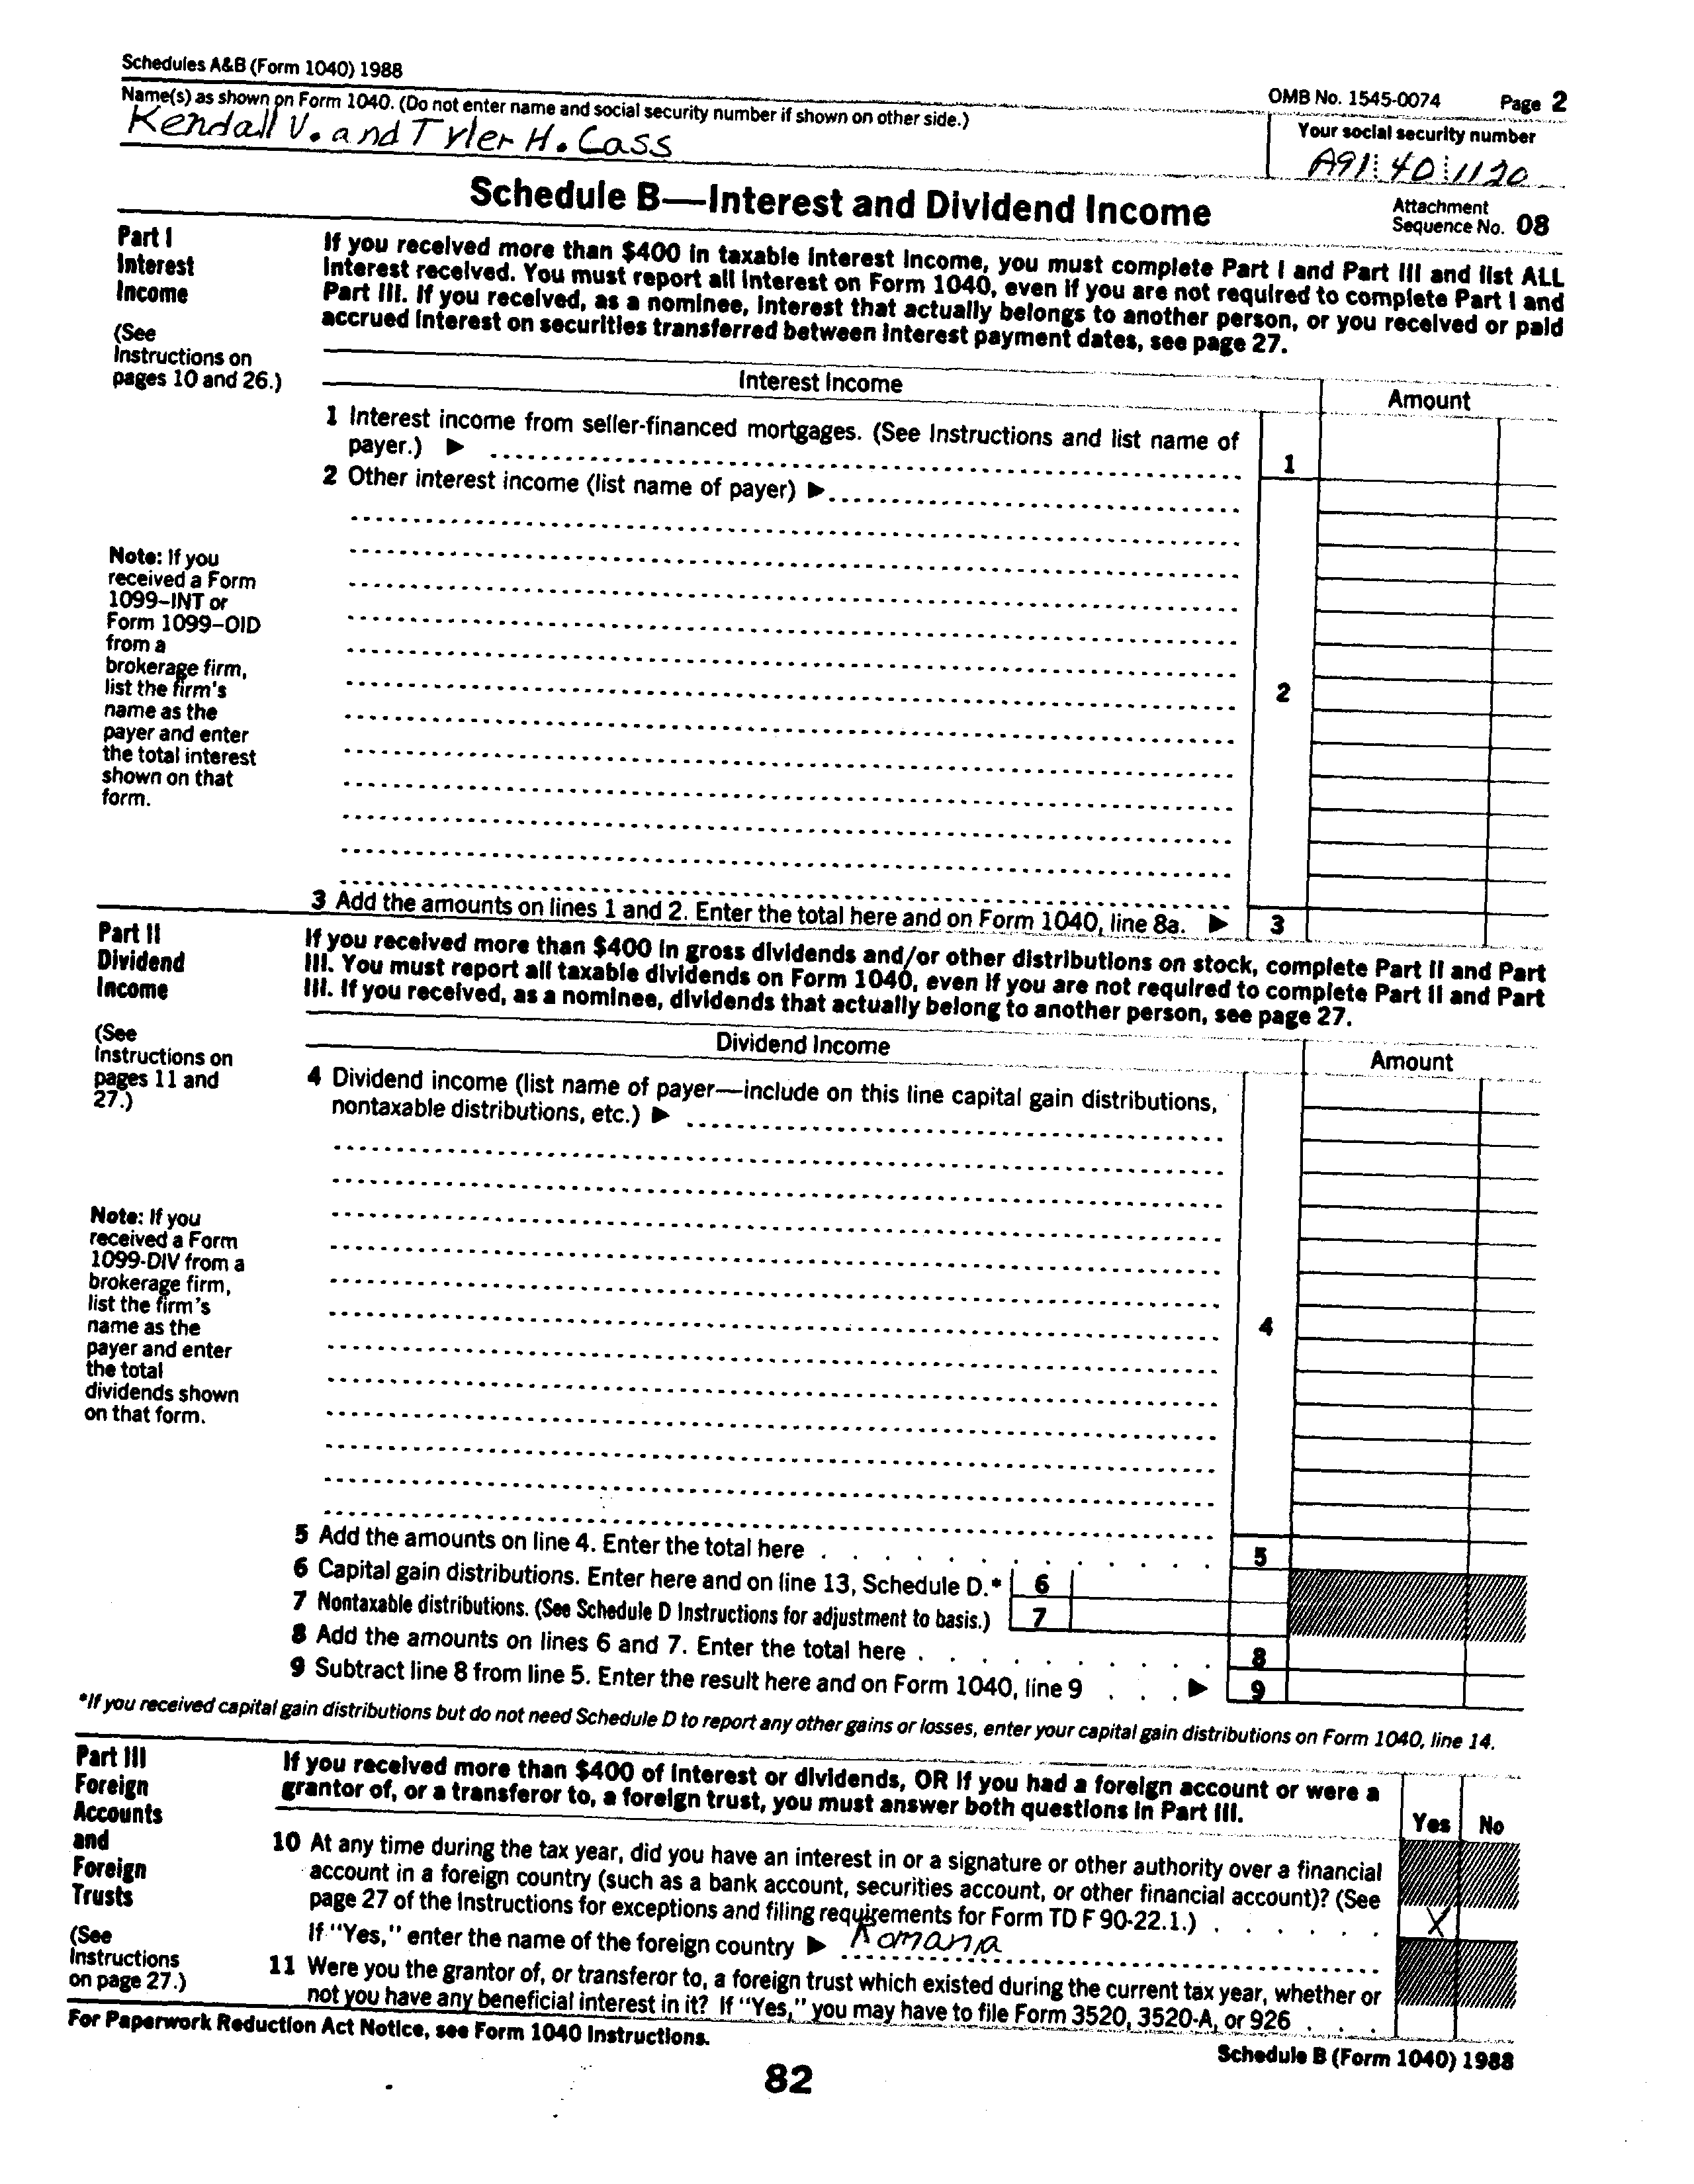 Schedules A&B (Form 1040) 1988
OMB No. 1545-0074 Page 2
Name(s) as shown on Form 1040. (Do not enter name and social security number if shown on other side.)
Your social security number
Kendall V. and Tyler H. Cass
A91 40 1120
Schedule B—Interest and Dividend Income
Attachment
Sequence No. 08
Part I
Interest
Income
(See
Instructions on
pages 10 and 26.)
If you received more than $400 in taxable interest income, you must complete Part I and Part III and list ALL
interest received. You must report all interest on Form 1040, even if you are not required to complete Part I and
Part III. If you received, as a nominee, interest that actually belongs to another person, or you received or paid
accrued interest on securities transferred between interest payment dates, see page 27.
Interest Income
Amount
1 Interest income from seller-financed mortgages. (See Instructions and list name of
payer.) ▶
1
2 Other interest income (list name of payer) ▶
Note: If you
received a Form
1099–INT or
Form 1099–OID
from a
brokerage firm,
list the firm's
name as the
payer and enter
the total interest
shown on that
form.
2
3 Add the amounts on lines 1 and 2. Enter the total here and on Form 1040, line 8a. ▶ 3
Part II
Dividend
Income
(See
Instructions on
pages 11 and
27.)
If you received more than $400 in gross dividends and/or other distributions on stock, complete Part II and Part
III. You must report all taxable dividends on Form 1040, even if you are not required to complete Part II and Part
III. If you received, as a nominee, dividends that actually belong to another person, see page 27.
Dividend Income
Amount
4 Dividend income (list name of payer—include on this line capital gain distributions,
nontaxable distributions, etc.) ▶
Note: If you
received a Form
1099-DIV from a
brokerage firm,
list the firm's
name as the
payer and enter
the total
dividends shown
on that form.
4
5 Add the amounts on line 4. Enter the total here . . . . . . . . . . . . 5
6 Capital gain distributions. Enter here and on line 13, Schedule D.* 6
7 Nontaxable distributions. (See Schedule D Instructions for adjustment to basis.) 7
8 Add the amounts on lines 6 and 7. Enter the total here . . . . . . . . . 8
9 Subtract line 8 from line 5. Enter the result here and on Form 1040, line 9 . . . ▶ 9
*If you received capital gain distributions but do not need Schedule D to report any other gains or losses, enter your capital gain distributions on Form 1040, line 14.
Part III
Foreign
Accounts
and
Foreign
Trusts
(See
Instructions
on page 27.)
If you received more than $400 of interest or dividends, OR if you had a foreign account or were a
grantor of, or a transferor to, a foreign trust, you must answer both questions in Part III.
Yes No
10 At any time during the tax year, did you have an interest in or a signature or other authority over a financial
account in a foreign country (such as a bank account, securities account, or other financial account)? (See
page 27 of the Instructions for exceptions and filing requirements for Form TD F 90-22.1.) . . . . . . X
If "Yes," enter the name of the foreign country ▶ Romania
11 Were you the grantor of, or transferor to, a foreign trust which existed during the current tax year, whether or
not you have any beneficial interest in it? If "Yes," you may have to file Form 3520, 3520-A, or 926 . . .
For Paperwork Reduction Act Notice, see Form 1040 Instructions.
Schedule B (Form 1040) 1988
82